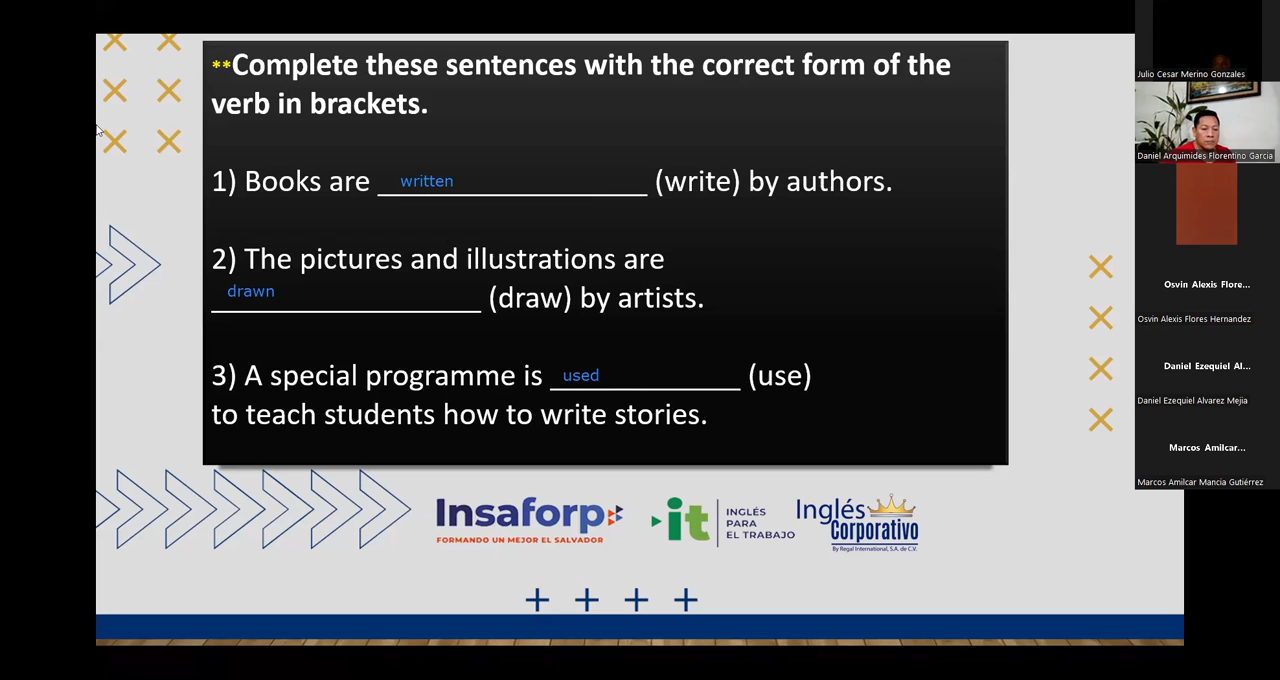 **Complete these sentences with the correct form of the
verb in brackets.
1) Books are written (write) by authors.
2) The pictures and illustrations are
drawn (draw) by artists.
3) A special programme is used (use)
to teach students how to write stories.
Insaforp
FORMANDO UN MEJOR EL SALVADOR
it
INGLÉS
PARA
EL TRABAJO
Inglés
Corporativo
By Regal International, S.A. de C.V.
Julio Cesar Merino Gonzales
Daniel Arquimides Florentino Garcia
Osvin Alexis Flore...
Osvin Alexis Flores Hernandez
Daniel Ezequiel Al...
Daniel Ezequiel Alvarez Mejia
Marcos Amilcar...
Marcos Amilcar Mancia Gutiérrez